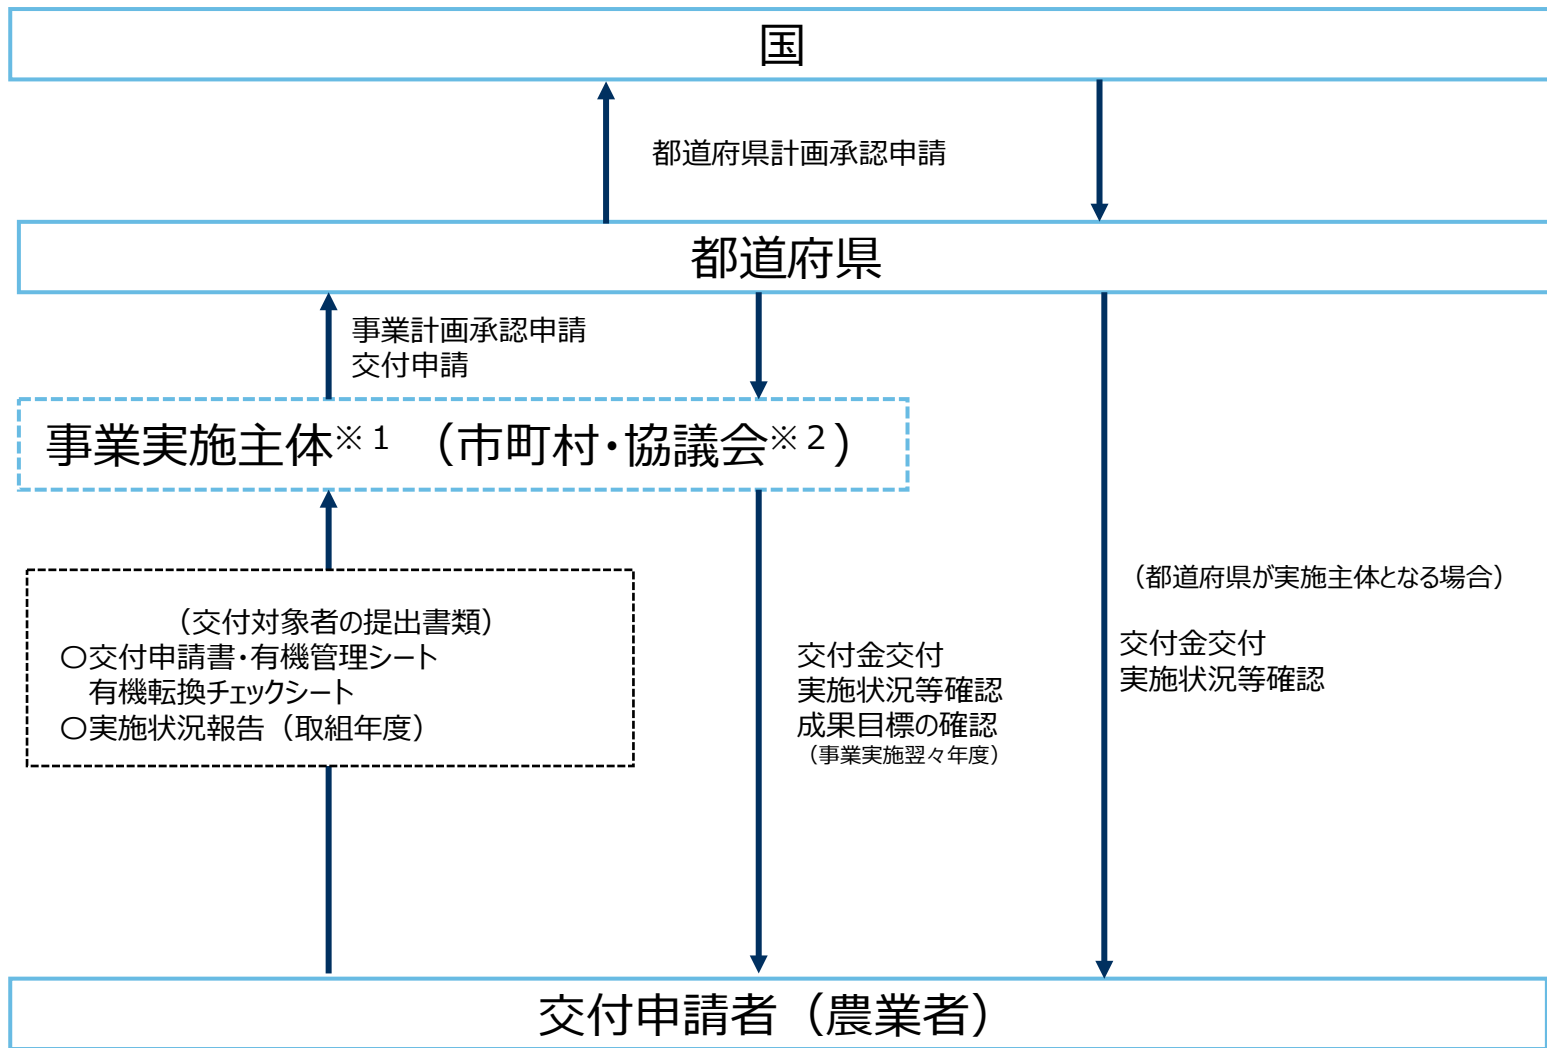 国
都道府県計画承認申請
都道府県
事業計画承認申請
交付申請
事業実施主体※1 （市町村・協議会※2）
（交付対象者の提出書類）
〇交付申請書・有機管理シート
有機転換チェックシート
〇実施状況報告（取組年度）
交付金交付
実施状況等確認
成果目標の確認
（事業実施翌々年度）
（都道府県が実施主体となる場合）
交付金交付
実施状況等確認
交付申請者（農業者）